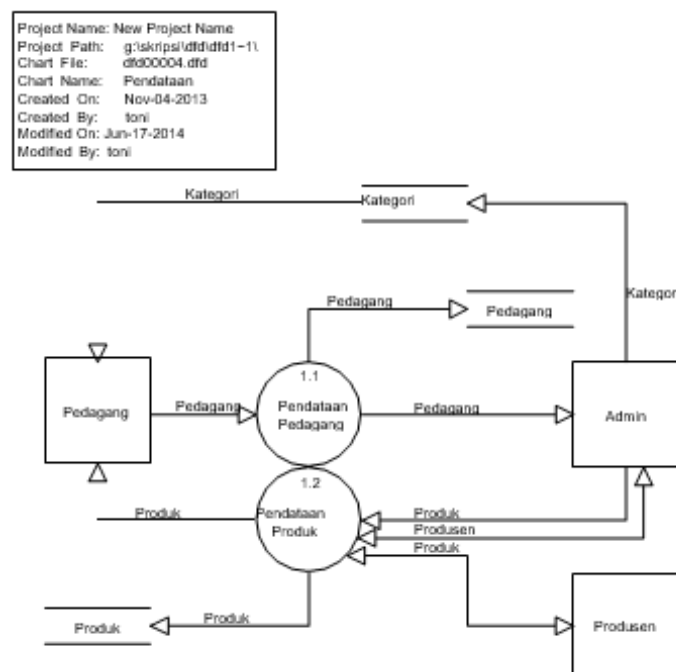 Project Name: New Project Name
Project Path: g:\skripsi\dfd\dfd1~1\
Chart File: dfd00004.dfd
Chart Name: Pendataan
Created On: Nov-04-2013
Created By: toni
Modified On: Jun-17-2014
Modified By: toni
Kategori
Kategori
Kategori
Pedagang
Pedagang
1.1
Pendataan
Pedagang
Pedagang
Pedagang
Pedagang
Admin
1.2
Pendataan
Produk
Produk
Produk
Produsen
Produk
Produk
Produk
Produsen